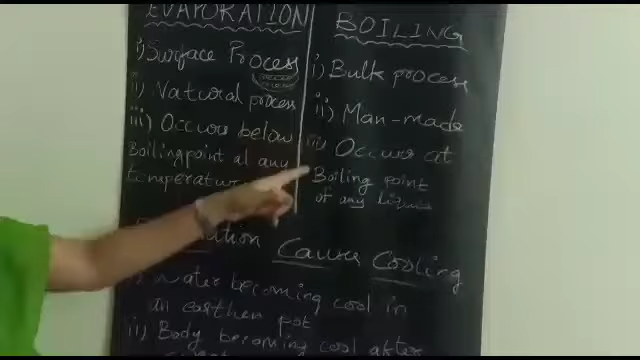 EVAPORATION
i) Surface Process
ii) Natural process
iii) Occurs below
Boiling point at any
temperature
BOILING
i) Bulk process
ii) Man-made
iii) Occurs at
Boiling point
of any liquid
Cause Cooling
i) Water becoming cool in
an earthen pot
ii) Body becoming cool after